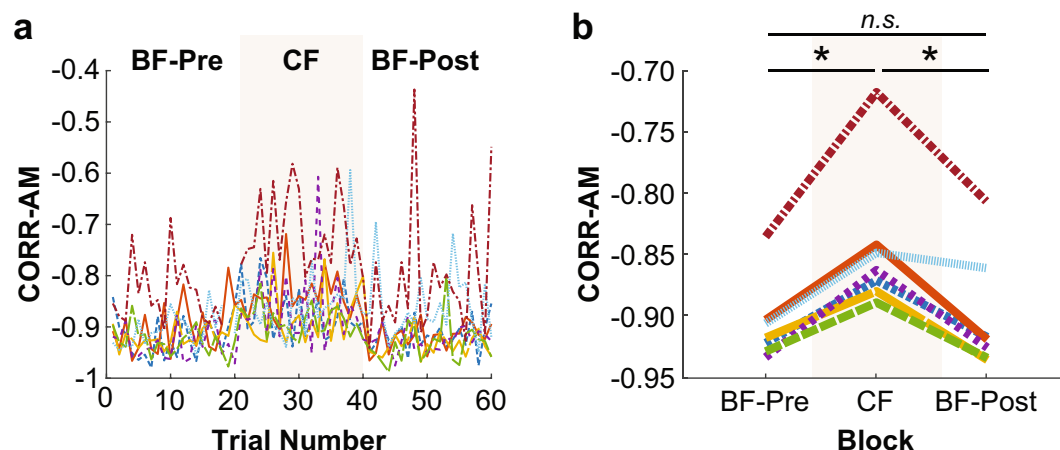 a
BF-Pre CF BF-Post
CORR-AM
-0.4
-0.5
-0.6
-0.7
-0.8
-0.9
-1
0 10 20 30 40 50 60
Trial Number
b
n.s.
* *
CORR-AM
-0.70
-0.75
-0.80
-0.85
-0.90
-0.95
BF-Pre CF BF-Post
Block